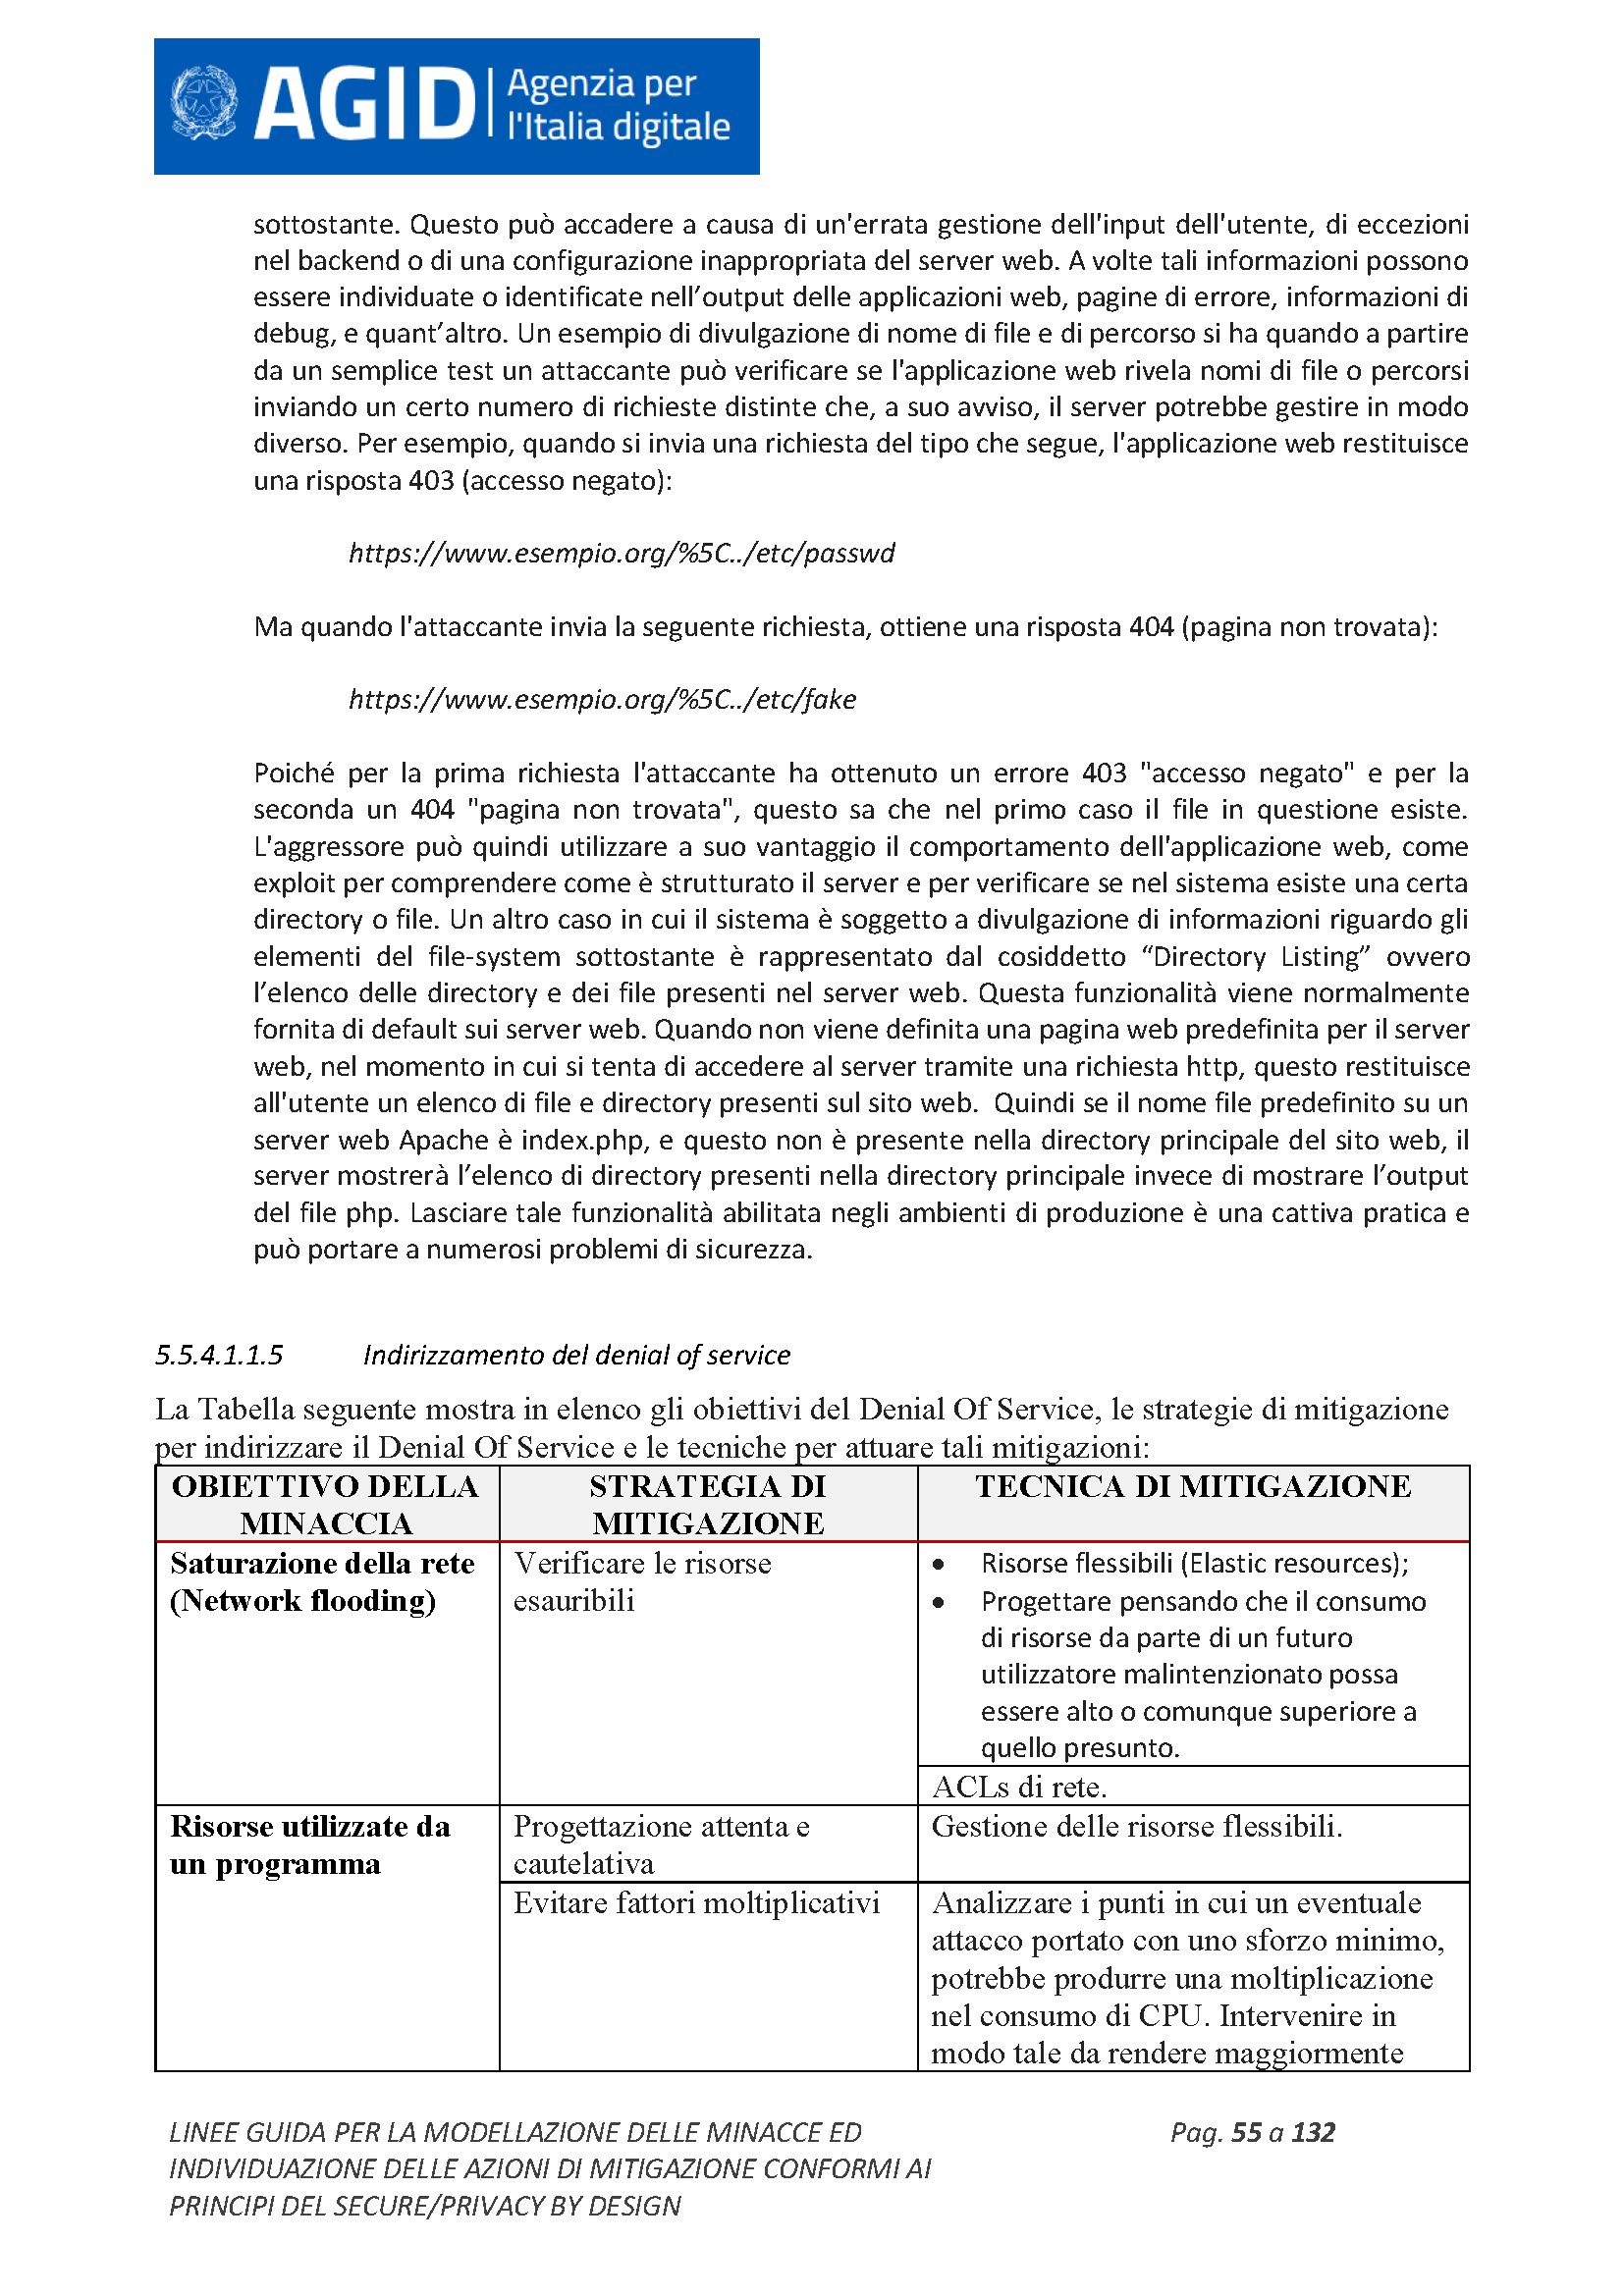 AGID
Agenzia per
l'Italia digitale
sottostante. Questo può accadere a causa di un'errata gestione dell'input dell'utente, di eccezioni
nel backend o di una configurazione inappropriata del server web. A volte tali informazioni possono
essere individuate o identificate nell’output delle applicazioni web, pagine di errore, informazioni di
debug, e quant’altro. Un esempio di divulgazione di nome di file e di percorso si ha quando a partire
da un semplice test un attaccante può verificare se l'applicazione web rivela nomi di file o percorsi
inviando un certo numero di richieste distinte che, a suo avviso, il server potrebbe gestire in modo
diverso. Per esempio, quando si invia una richiesta del tipo che segue, l'applicazione web restituisce
una risposta 403 (accesso negato):
https://www.esempio.org/%5C../etc/passwd
Ma quando l'attaccante invia la seguente richiesta, ottiene una risposta 404 (pagina non trovata):
https://www.esempio.org/%5C../etc/fake
Poiché per la prima richiesta l'attaccante ha ottenuto un errore 403 "accesso negato" e per la
seconda un 404 "pagina non trovata", questo sa che nel primo caso il file in questione esiste.
L'aggressore può quindi utilizzare a suo vantaggio il comportamento dell'applicazione web, come
exploit per comprendere come è strutturato il server e per verificare se nel sistema esiste una certa
directory o file. Un altro caso in cui il sistema è soggetto a divulgazione di informazioni riguardo gli
elementi del file-system sottostante è rappresentato dal cosiddetto “Directory Listing” ovvero
l’elenco delle directory e dei file presenti nel server web. Questa funzionalità viene normalmente
fornita di default sui server web. Quando non viene definita una pagina web predefinita per il server
web, nel momento in cui si tenta di accedere al server tramite una richiesta http, questo restituisce
all'utente un elenco di file e directory presenti sul sito web.  Quindi se il nome file predefinito su un
server web Apache è index.php, e questo non è presente nella directory principale del sito web, il
server mostrerà l’elenco di directory presenti nella directory principale invece di mostrare l’output
del file php. Lasciare tale funzionalità abilitata negli ambienti di produzione è una cattiva pratica e
può portare a numerosi problemi di sicurezza.
5.5.4.1.1.5 Indirizzamento del denial of service
La Tabella seguente mostra in elenco gli obiettivi del Denial Of Service, le strategie di mitigazione
per indirizzare il Denial Of Service e le tecniche per attuare tali mitigazioni:
OBIETTIVO DELLA
MINACCIA
STRATEGIA DI
MITIGAZIONE
TECNICA DI MITIGAZIONE
Saturazione della rete
(Network flooding)
Verificare le risorse
esauribili
• Risorse flessibili (Elastic resources);
• Progettare pensando che il consumo
di risorse da parte di un futuro
utilizzatore malintenzionato possa
essere alto o comunque superiore a
quello presunto.
ACLs di rete.
Risorse utilizzate da
un programma
Progettazione attenta e
cautelativa
Gestione delle risorse flessibili.
Evitare fattori moltiplicativi
Analizzare i punti in cui un eventuale
attacco portato con uno sforzo minimo,
potrebbe produrre una moltiplicazione
nel consumo di CPU. Intervenire in
modo tale da rendere maggiormente
LINEE GUIDA PER LA MODELLAZIONE DELLE MINACCE ED
INDIVIDUAZIONE DELLE AZIONI DI MITIGAZIONE CONFORMI AI
PRINCIPI DEL SECURE/PRIVACY BY DESIGN
Pag. 55 a 132